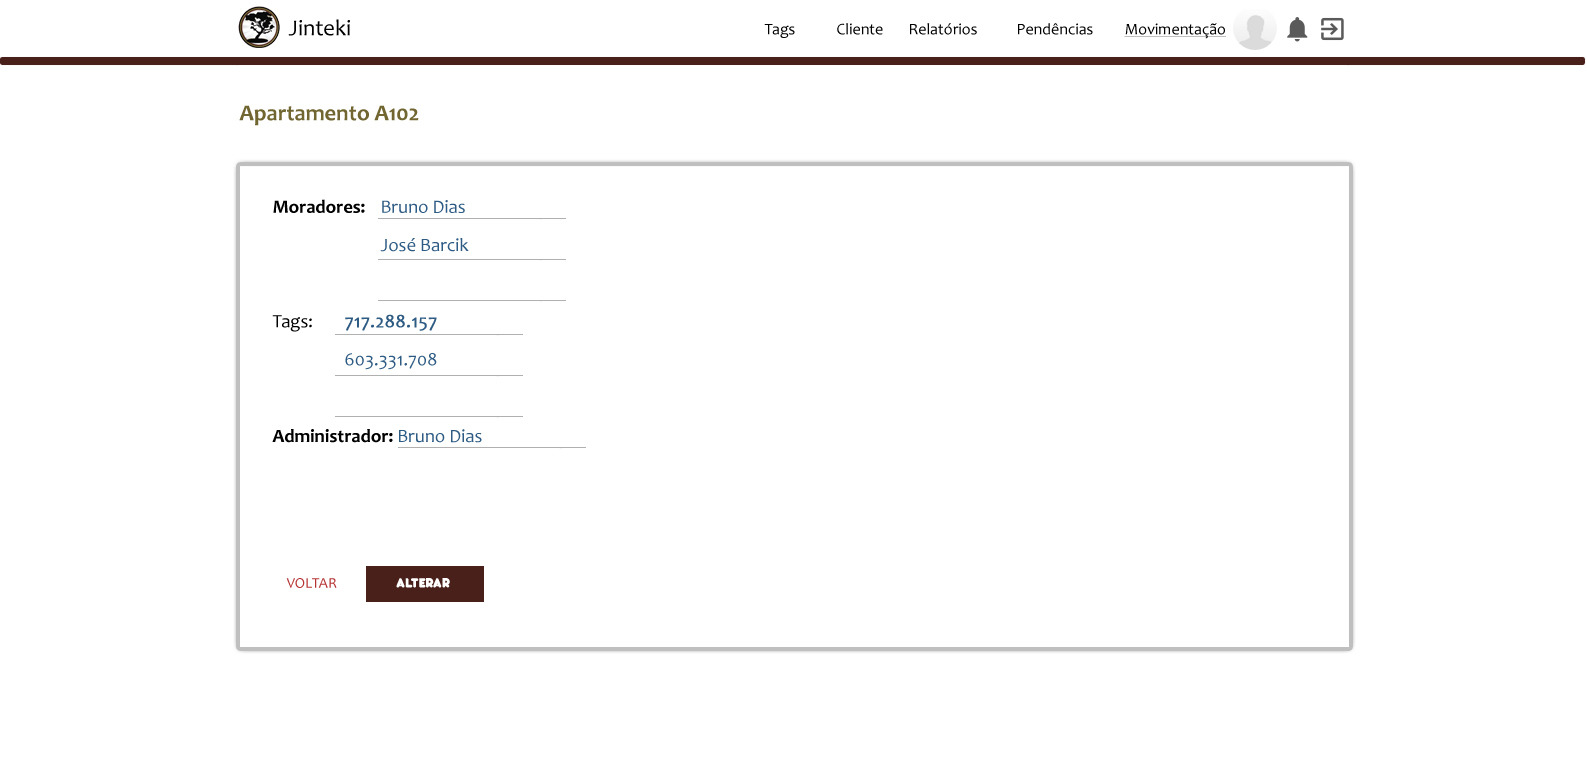 Jinteki
Tags Cliente Relatórios Pendências Movimentação
Apartamento A102
Moradores: Bruno Dias
José Barcik
Tags: 717.288.157
603.331.708
Administrador: Bruno Dias
VOLTAR ALTERAR